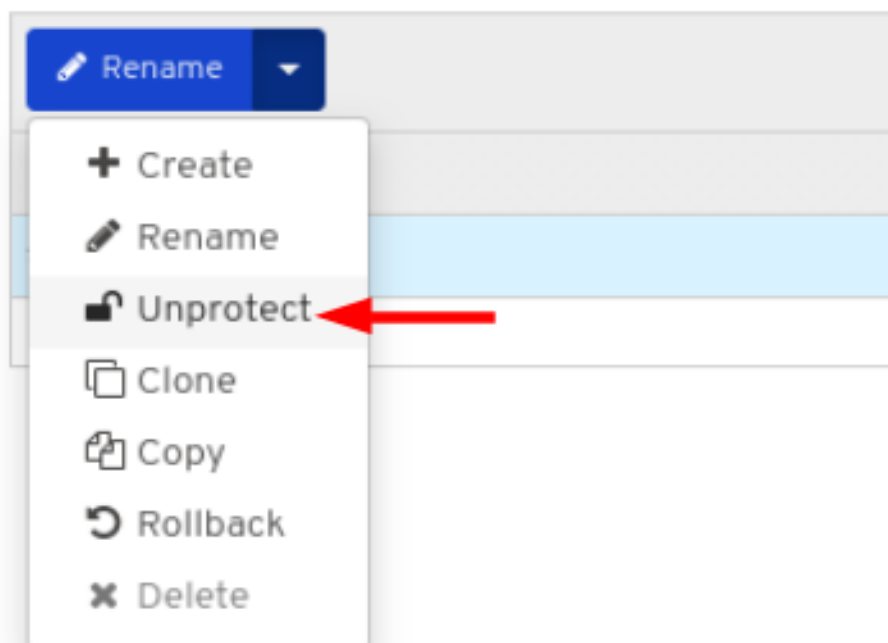 Rename
Create
Rename
Unprotect
Clone
Copy
Rollback
Delete